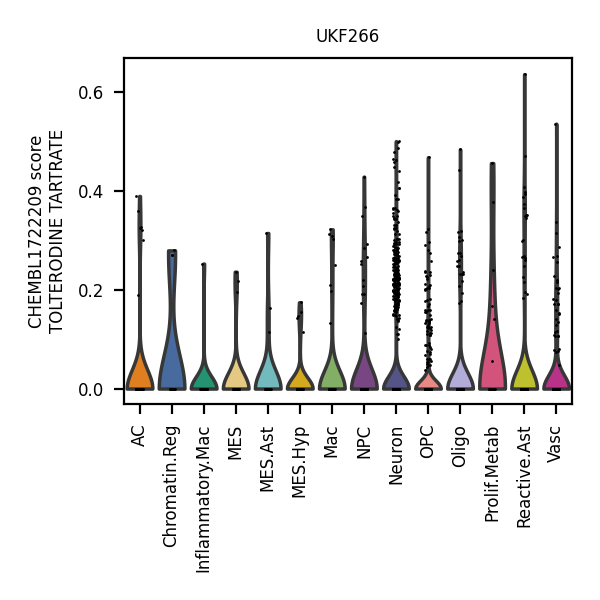 UKF266
CHEMBL1722209 score
TOLTERODINE TARTRATE
0.6
0.4
0.2
0.0
AC
Chromatin.Reg
Inflammatory.Mac
MES
MES.Ast
MES.Hyp
Mac
NPC
Neuron
OPC
Oligo
Prolif.Metab
Reactive.Ast
Vasc